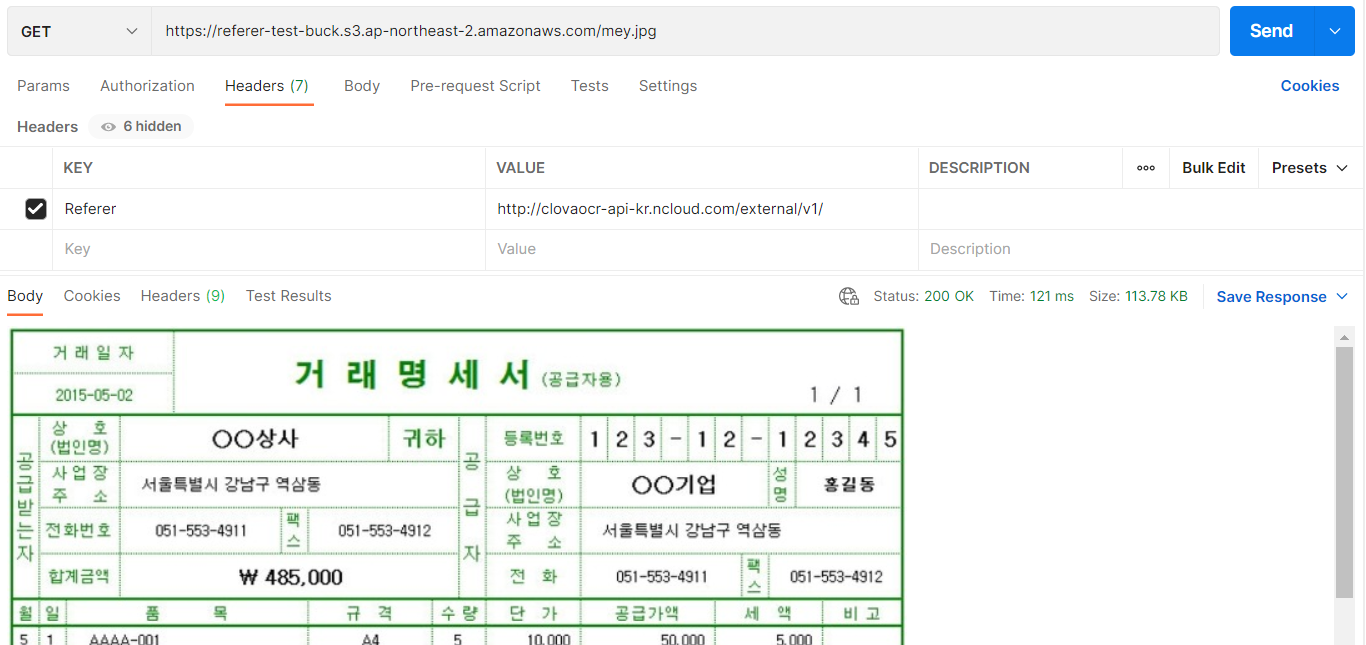 GET https://referer-test-buck.s3.ap-northeast-2.amazonaws.com/mey.jpg Send
Params Authorization Headers (7) Body Pre-request Script Tests Settings Cookies
Headers 6 hidden
KEY VALUE DESCRIPTION ooo Bulk Edit Presets
Referer http://clovaocr-api-kr.ncloud.com/external/v1/
Key Value Description
Body Cookies Headers (9) Test Results Status: 200 OK Time: 121 ms Size: 113.78 KB Save Response
거 래 일 자
거 래 명 세 서 (공급자용)
2015-05-02
1 / 1
공급받는자
상 호 (법인명) ○○상사 귀하
사업장 주 소 서울특별시 강남구 역삼동
전화번호 051-553-4911 팩스 051-553-4912
합계금액 ₩ 485,000
공급자
등록번호 1 2 3 - 1 2 - 1 2 3 4 5
상 호 (법인명) ○○기업 성명 홍길동
사업장 주 소 서울특별시 강남구 역삼동
전 화 051-553-4911 팩스 051-553-4912
월 일 품 목 규 격 수 량 단 가 공급가액 세 액 비 고
5 1 AAAA-001 A4 5 10,000 50,000 5,000